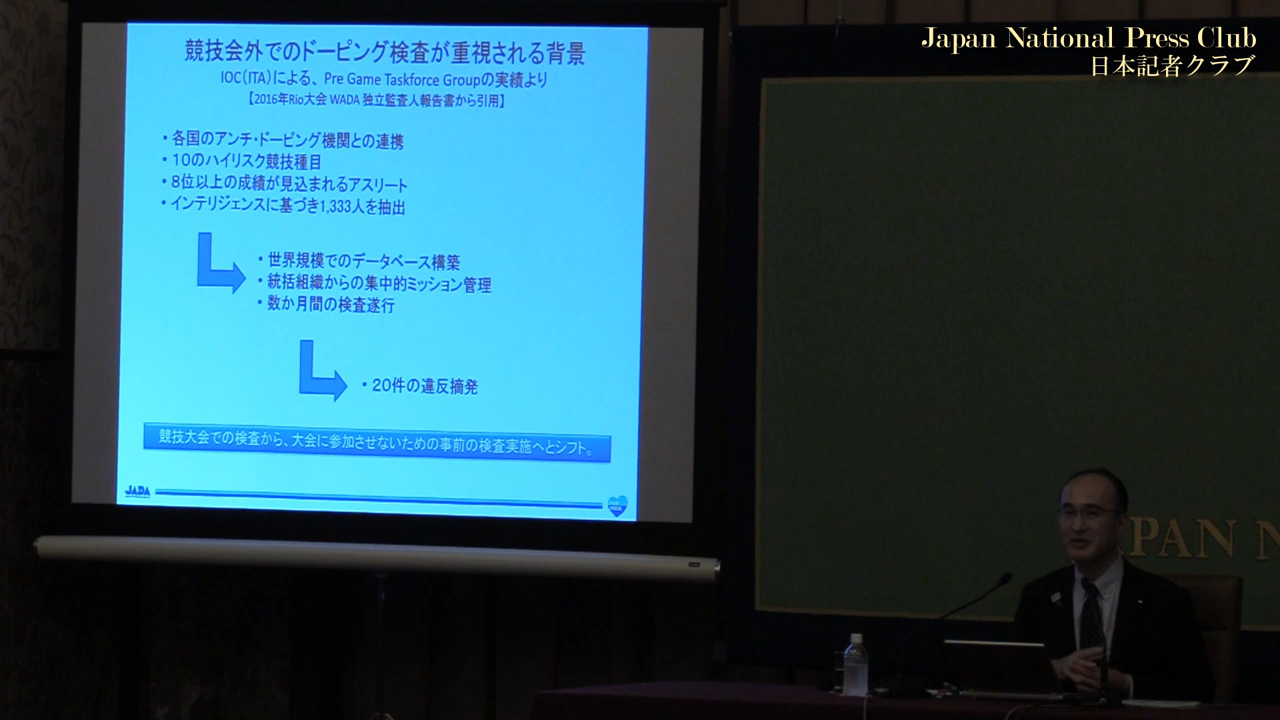 Japan National Press Club
日本記者クラブ
競技会外でのドーピング検査が重視される背景
IOC(ITA)による、Pre Game Taskforce Groupの実績より
【2016年Rio大会 WADA 独立監査人報告書から引用】
・各国のアンチ・ドーピング機関との連携
・10のハイリスク競技種目
・8位以上の成績が見込まれるアスリート
・インテリジェンスに基づき1,333人を抽出
・世界規模でのデータベース構築
・統括組織からの集中的ミッション管理
・数か月間の検査遂行
・20件の違反摘発
競技大会での検査から、大会に参加させないための事前の検査実施へとシフト。
JADA
PAN N